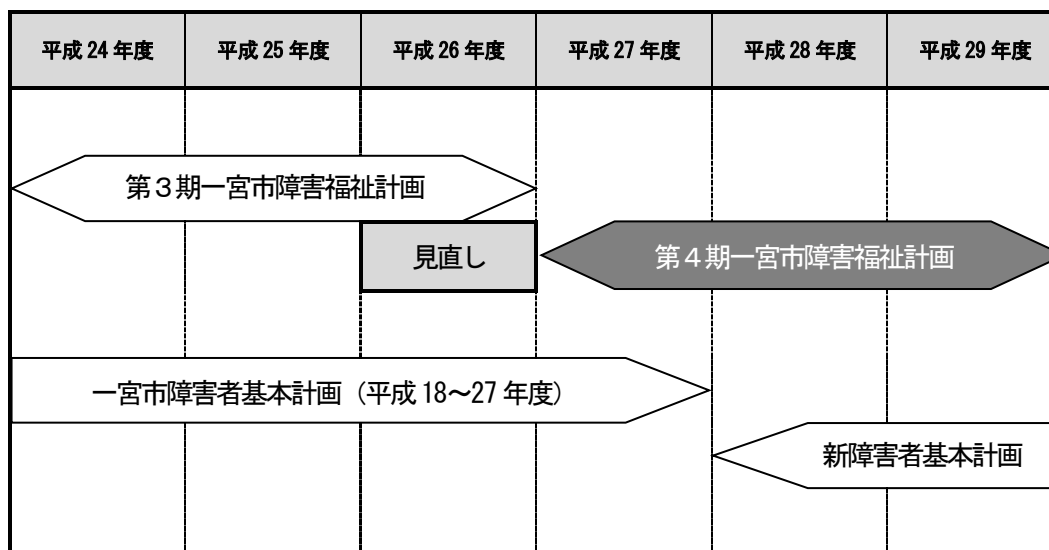 平成 24 年度
平成 25 年度
平成 26 年度
平成 27 年度
平成 28 年度
平成 29 年度
第３期一宮市障害福祉計画
見直し
第４期一宮市障害福祉計画
一宮市障害者基本計画（平成 18～27 年度）
新障害者基本計画